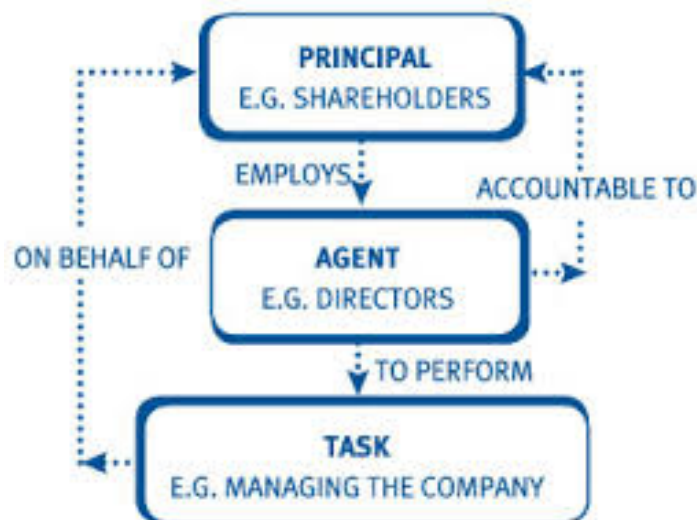 PRINCIPAL
E.G. SHAREHOLDERS
EMPLOYS
ACCOUNTABLE TO
ON BEHALF OF
AGENT
E.G. DIRECTORS
TO PERFORM
TASK
E.G. MANAGING THE COMPANY